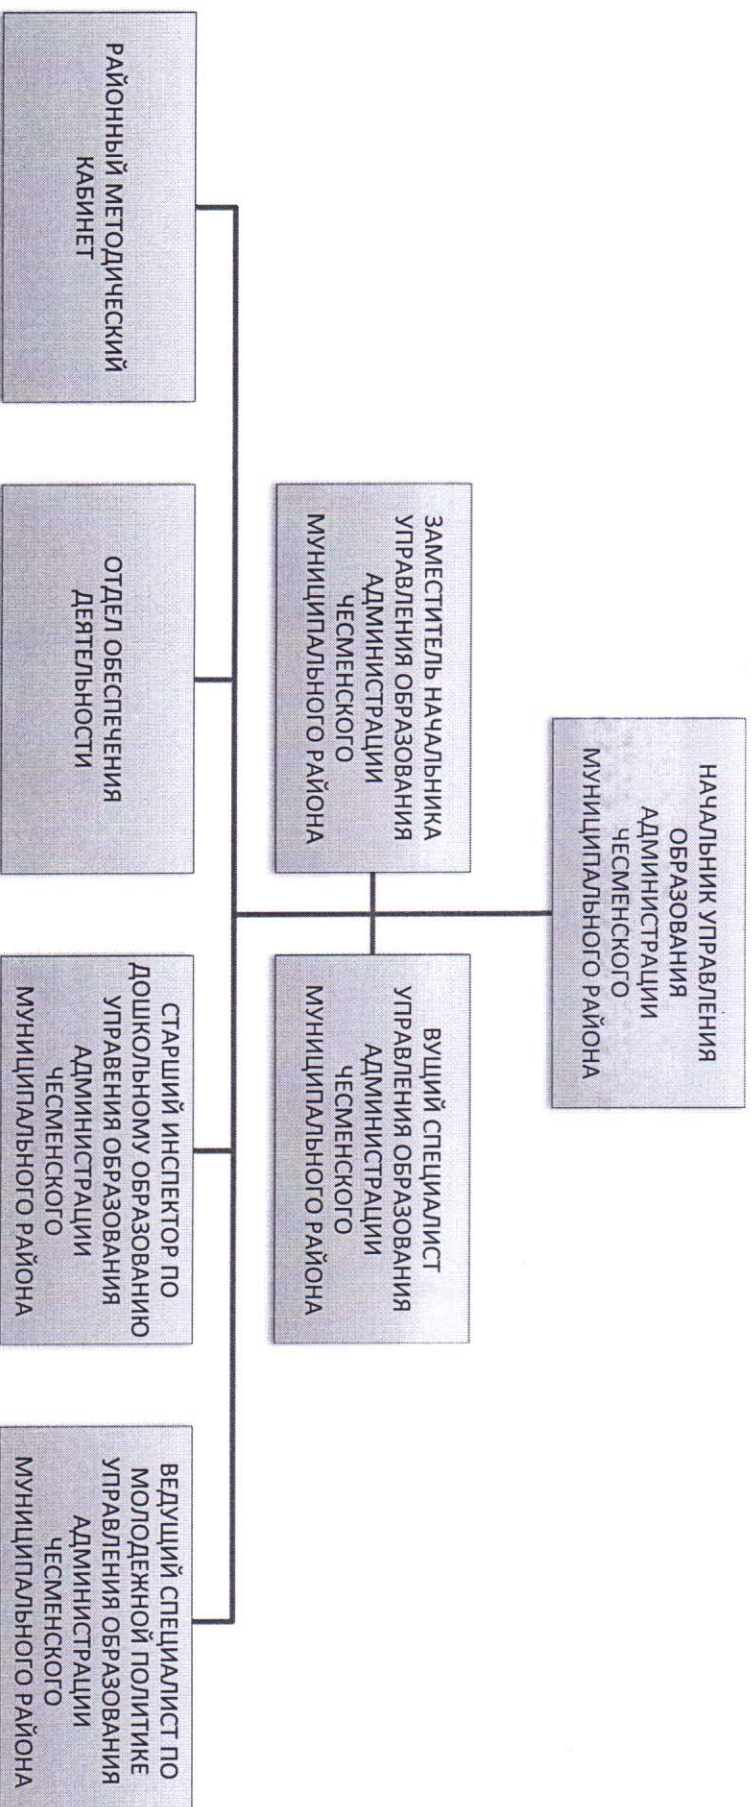 НАЧАЛЬНИК УПРАВЛЕНИЯ
ОБРАЗОВАНИЯ
АДМИНИСТРАЦИИ
ЧЕСМЕНСКОГО
МУНИЦИПАЛЬНОГО РАЙОНА
ЗАМЕСТИТЕЛЬ НАЧАЛЬНИКА
УПРАВЛЕНИЯ ОБРАЗОВАНИЯ
АДМИНИСТРАЦИИ
ЧЕСМЕНСКОГО
МУНИЦИПАЛЬНОГО РАЙОНА
ВУЩИЙ СПЕЦИАЛИСТ
УПРАВЛЕНИЯ ОБРАЗОВАНИЯ
АДМИНИСТРАЦИИ
ЧЕСМЕНСКОГО
МУНИЦИПАЛЬНОГО РАЙОНА
РАЙОННЫЙ МЕТОДИЧЕСКИЙ
КАБИНЕТ
ОТДЕЛ ОБЕСПЕЧЕНИЯ
ДЕЯТЕЛЬНОСТИ
СТАРШИЙ ИНСПЕКТОР ПО
ДОШКОЛЬНОМУ ОБРАЗОВАНИЮ
УПРАВЕНИЯ ОБРАЗОВАНИЯ
АДМИНИСТРАЦИИ
ЧЕСМЕНСКОГО
МУНИЦИПАЛЬНОГО РАЙОНА
ВЕДУЩИЙ СПЕЦИАЛИСТ ПО
МОЛОДЕЖНОЙ ПОЛИТИКЕ
УПРАВЛЕНИЯ ОБРАЗОВАНИЯ
АДМИНИСТРАЦИИ
ЧЕСМЕНСКОГО
МУНИЦИПАЛЬНОГО РАЙОНА